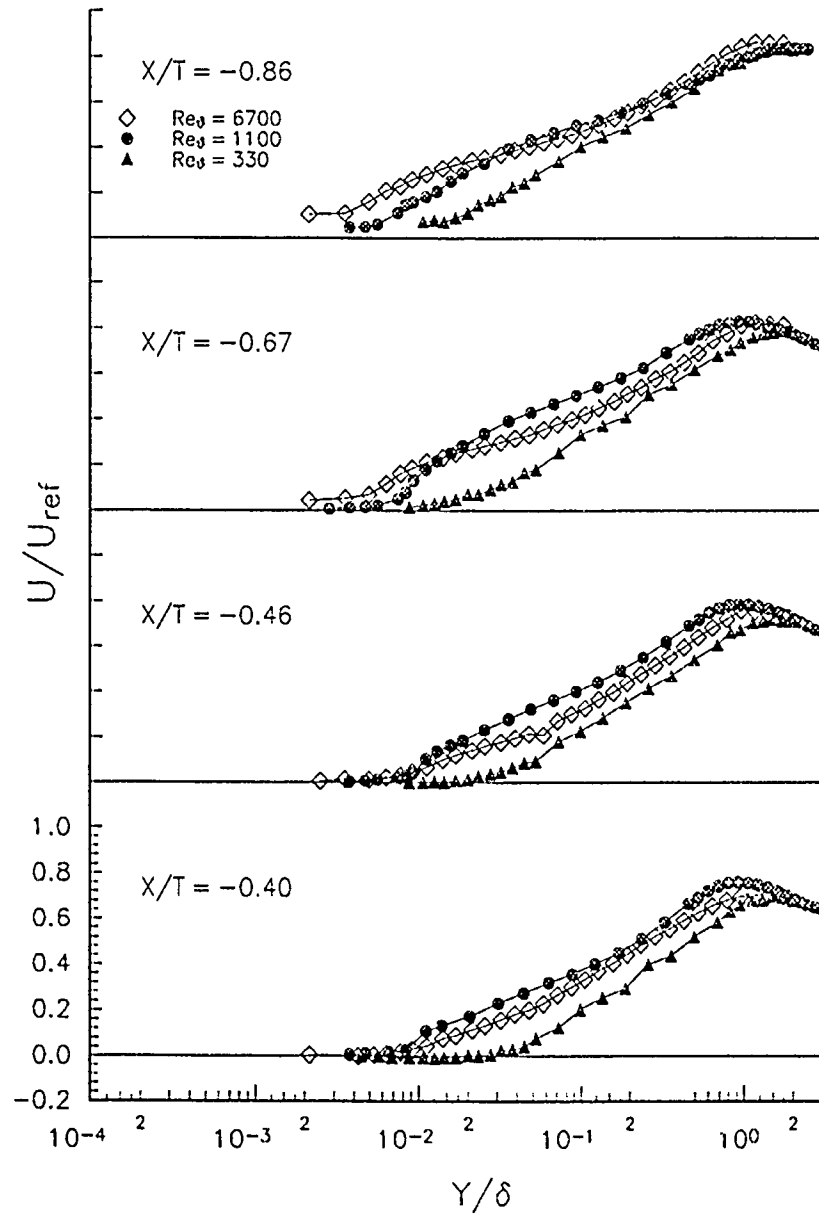 X/T = −0.86
◇ Reϑ = 6700
● Reϑ = 1100
▲ Reϑ = 330
X/T = −0.67
U/Uref
X/T = −0.46
1.0
0.8
X/T = −0.40
0.6
0.4
0.2
0.0
−0.2
10⁻⁴ 2 10⁻³ 2 10⁻² 2 10⁻¹ 2 10⁰ 2
Y/δ